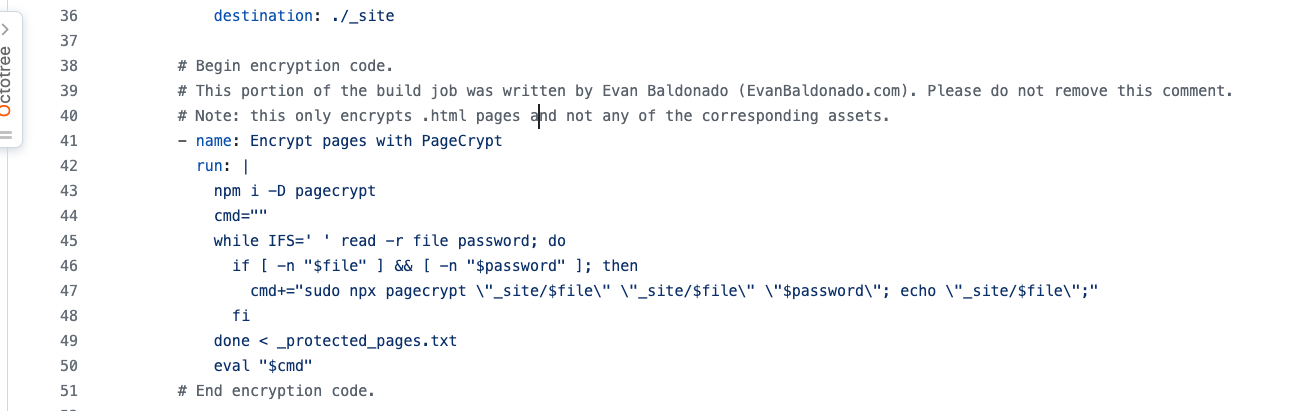 36 destination: ./_site
37
38 # Begin encryption code.
39 # This portion of the build job was written by Evan Baldonado (EvanBaldonado.com). Please do not remove this comment.
40 # Note: this only encrypts .html pages and not any of the corresponding assets.
41 - name: Encrypt pages with PageCrypt
42 run: |
43 npm i -D pagecrypt
44 cmd=""
45 while IFS=' ' read -r file password; do
46 if [ -n "$file" ] && [ -n "$password" ]; then
47 cmd+="sudo npx pagecrypt \"_site/$file\" \"_site/$file\" \"$password\"; echo \"_site/$file\";"
48 fi
49 done < _protected_pages.txt
50 eval "$cmd"
51 # End encryption code.
Octotree